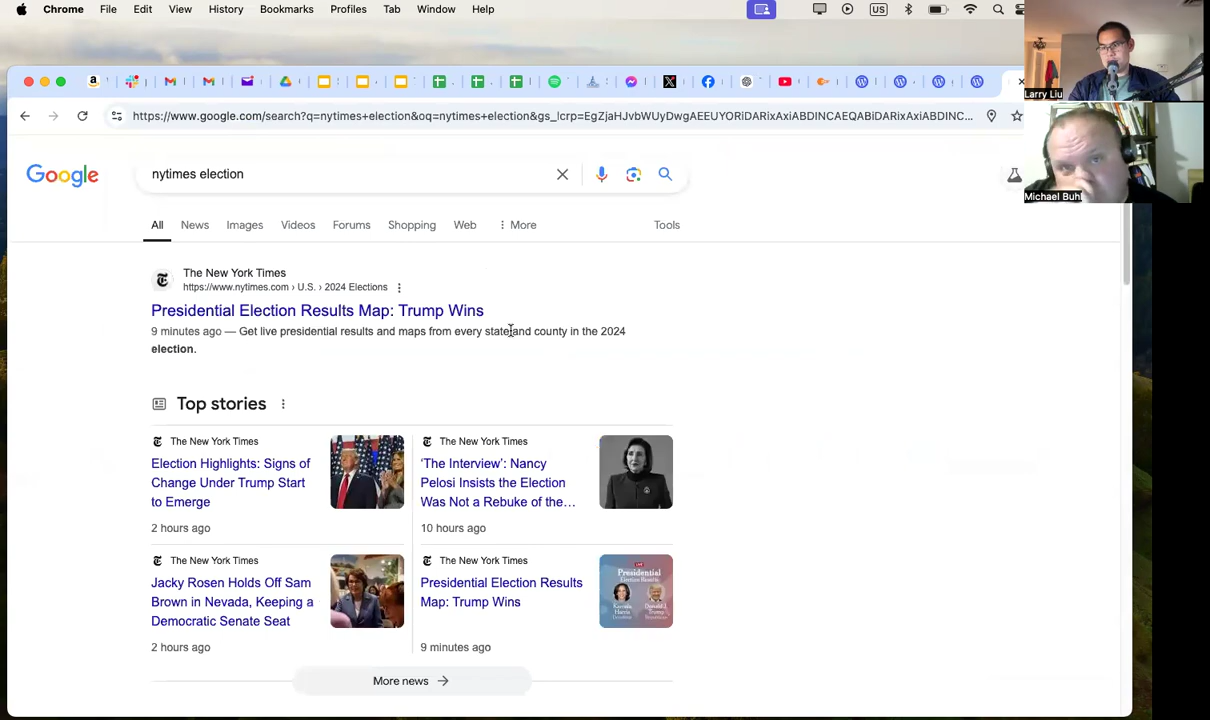 Chrome File Edit View History Bookmarks Profiles Tab Window Help
US
Larry Liu
https://www.google.com/search?q=nytimes+election&oq=nytimes+election&gs_lcrp=EgZjaHJvbWUyDwgAEEUYORiDARixAxiABDINCAEQABiDARixAxiABDINC...
Google
nytimes election
Michael Buhl
All News Images Videos Forums Shopping Web More Tools
The New York Times
https://www.nytimes.com › U.S. › 2024 Elections
Presidential Election Results Map: Trump Wins
9 minutes ago — Get live presidential results and maps from every state and county in the 2024
election.
Top stories
The New York Times
Election Highlights: Signs of
Change Under Trump Start
to Emerge
2 hours ago
The New York Times
‘The Interview’: Nancy
Pelosi Insists the Election
Was Not a Rebuke of the…
10 hours ago
The New York Times
Jacky Rosen Holds Off Sam
Brown in Nevada, Keeping a
Democratic Senate Seat
2 hours ago
The New York Times
Presidential Election Results
Map: Trump Wins
9 minutes ago
Presidential
Election Results
More news